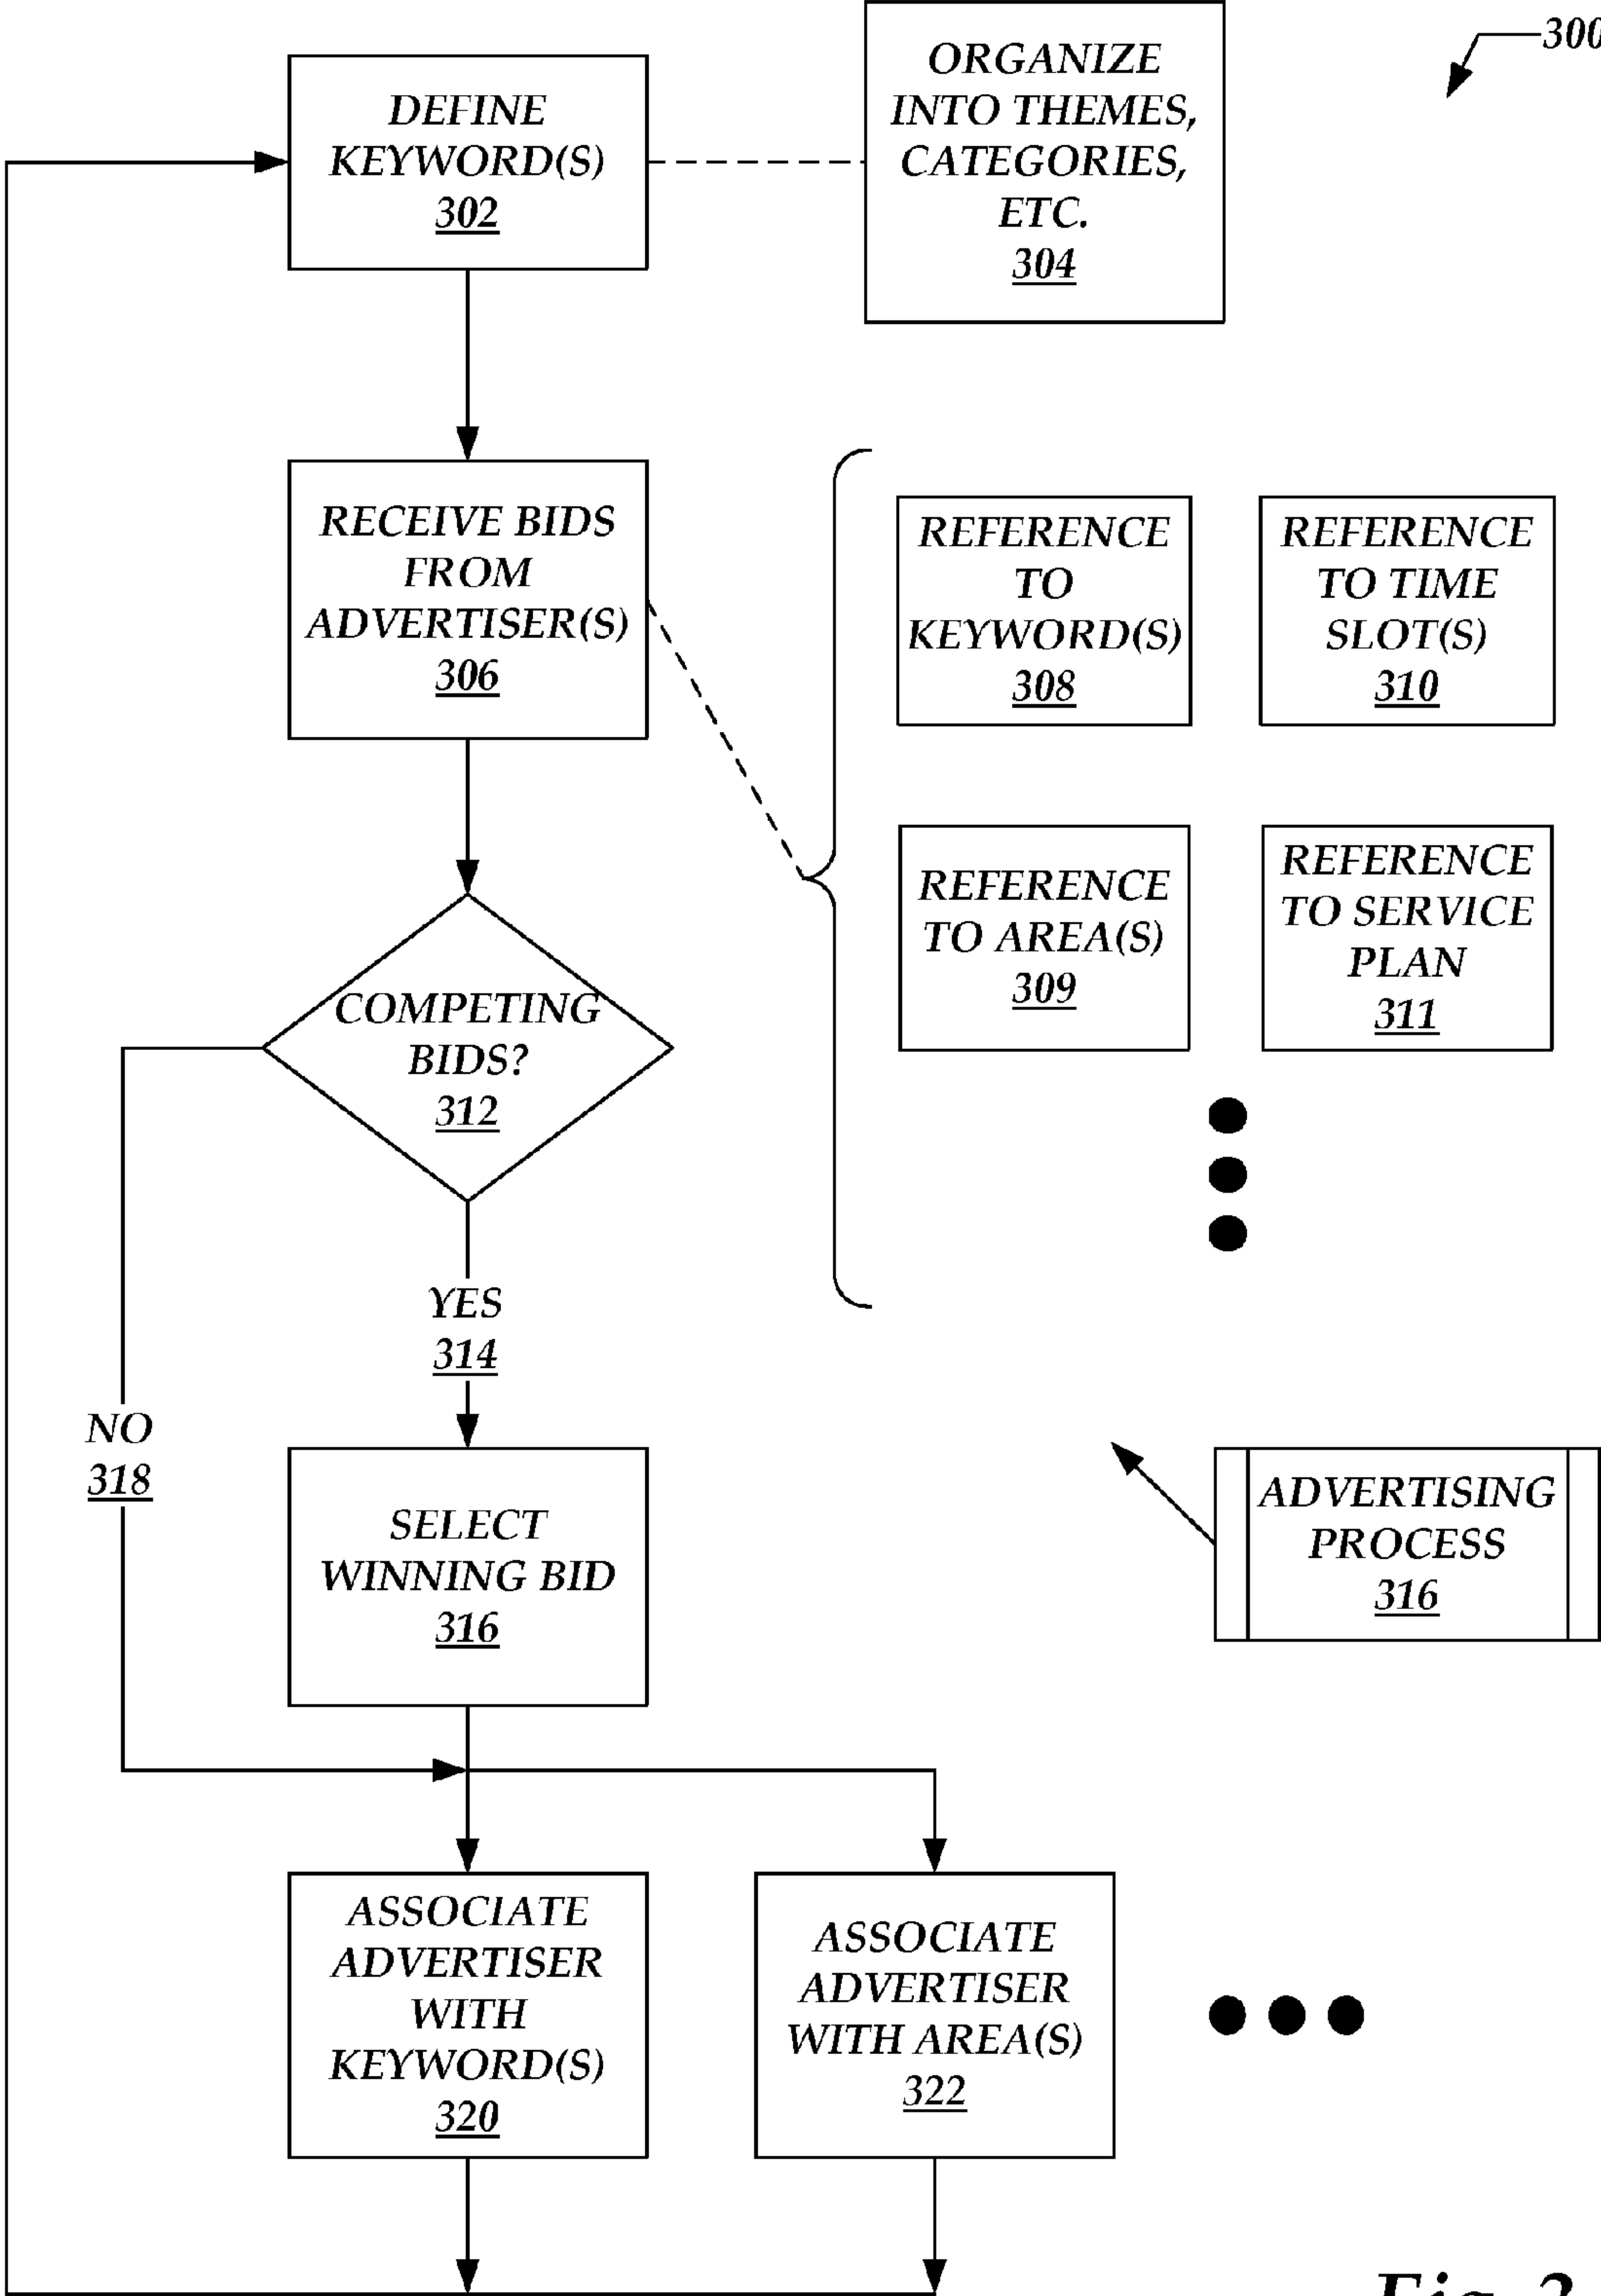 300
DEFINE
KEYWORD(S)
302
ORGANIZE
INTO THEMES,
CATEGORIES,
ETC.
304
RECEIVE BIDS
FROM
ADVERTISER(S)
306
REFERENCE
TO
KEYWORD(S)
308
REFERENCE
TO TIME
SLOT(S)
310
REFERENCE
TO AREA(S)
309
REFERENCE
TO SERVICE
PLAN
311
COMPETING
BIDS?
312
YES
314
NO
318
SELECT
WINNING BID
316
ADVERTISING
PROCESS
316
ASSOCIATE
ADVERTISER
WITH
KEYWORD(S)
320
ASSOCIATE
ADVERTISER
WITH AREA(S)
322